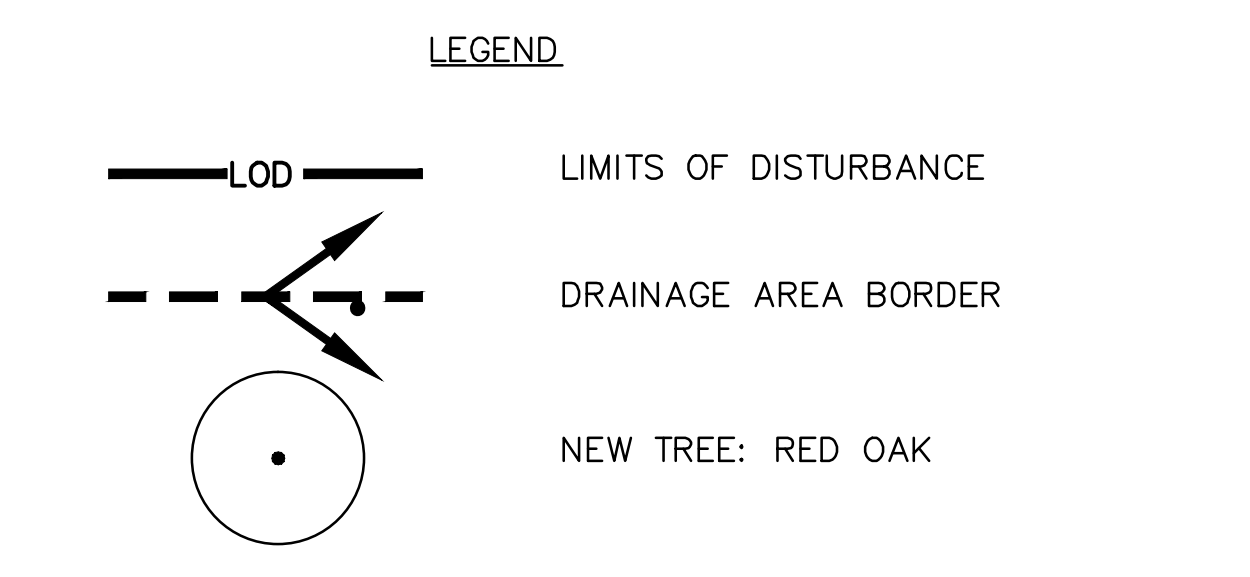 LEGEND
LOD LIMITS OF DISTURBANCE
DRAINAGE AREA BORDER
NEW TREE: RED OAK